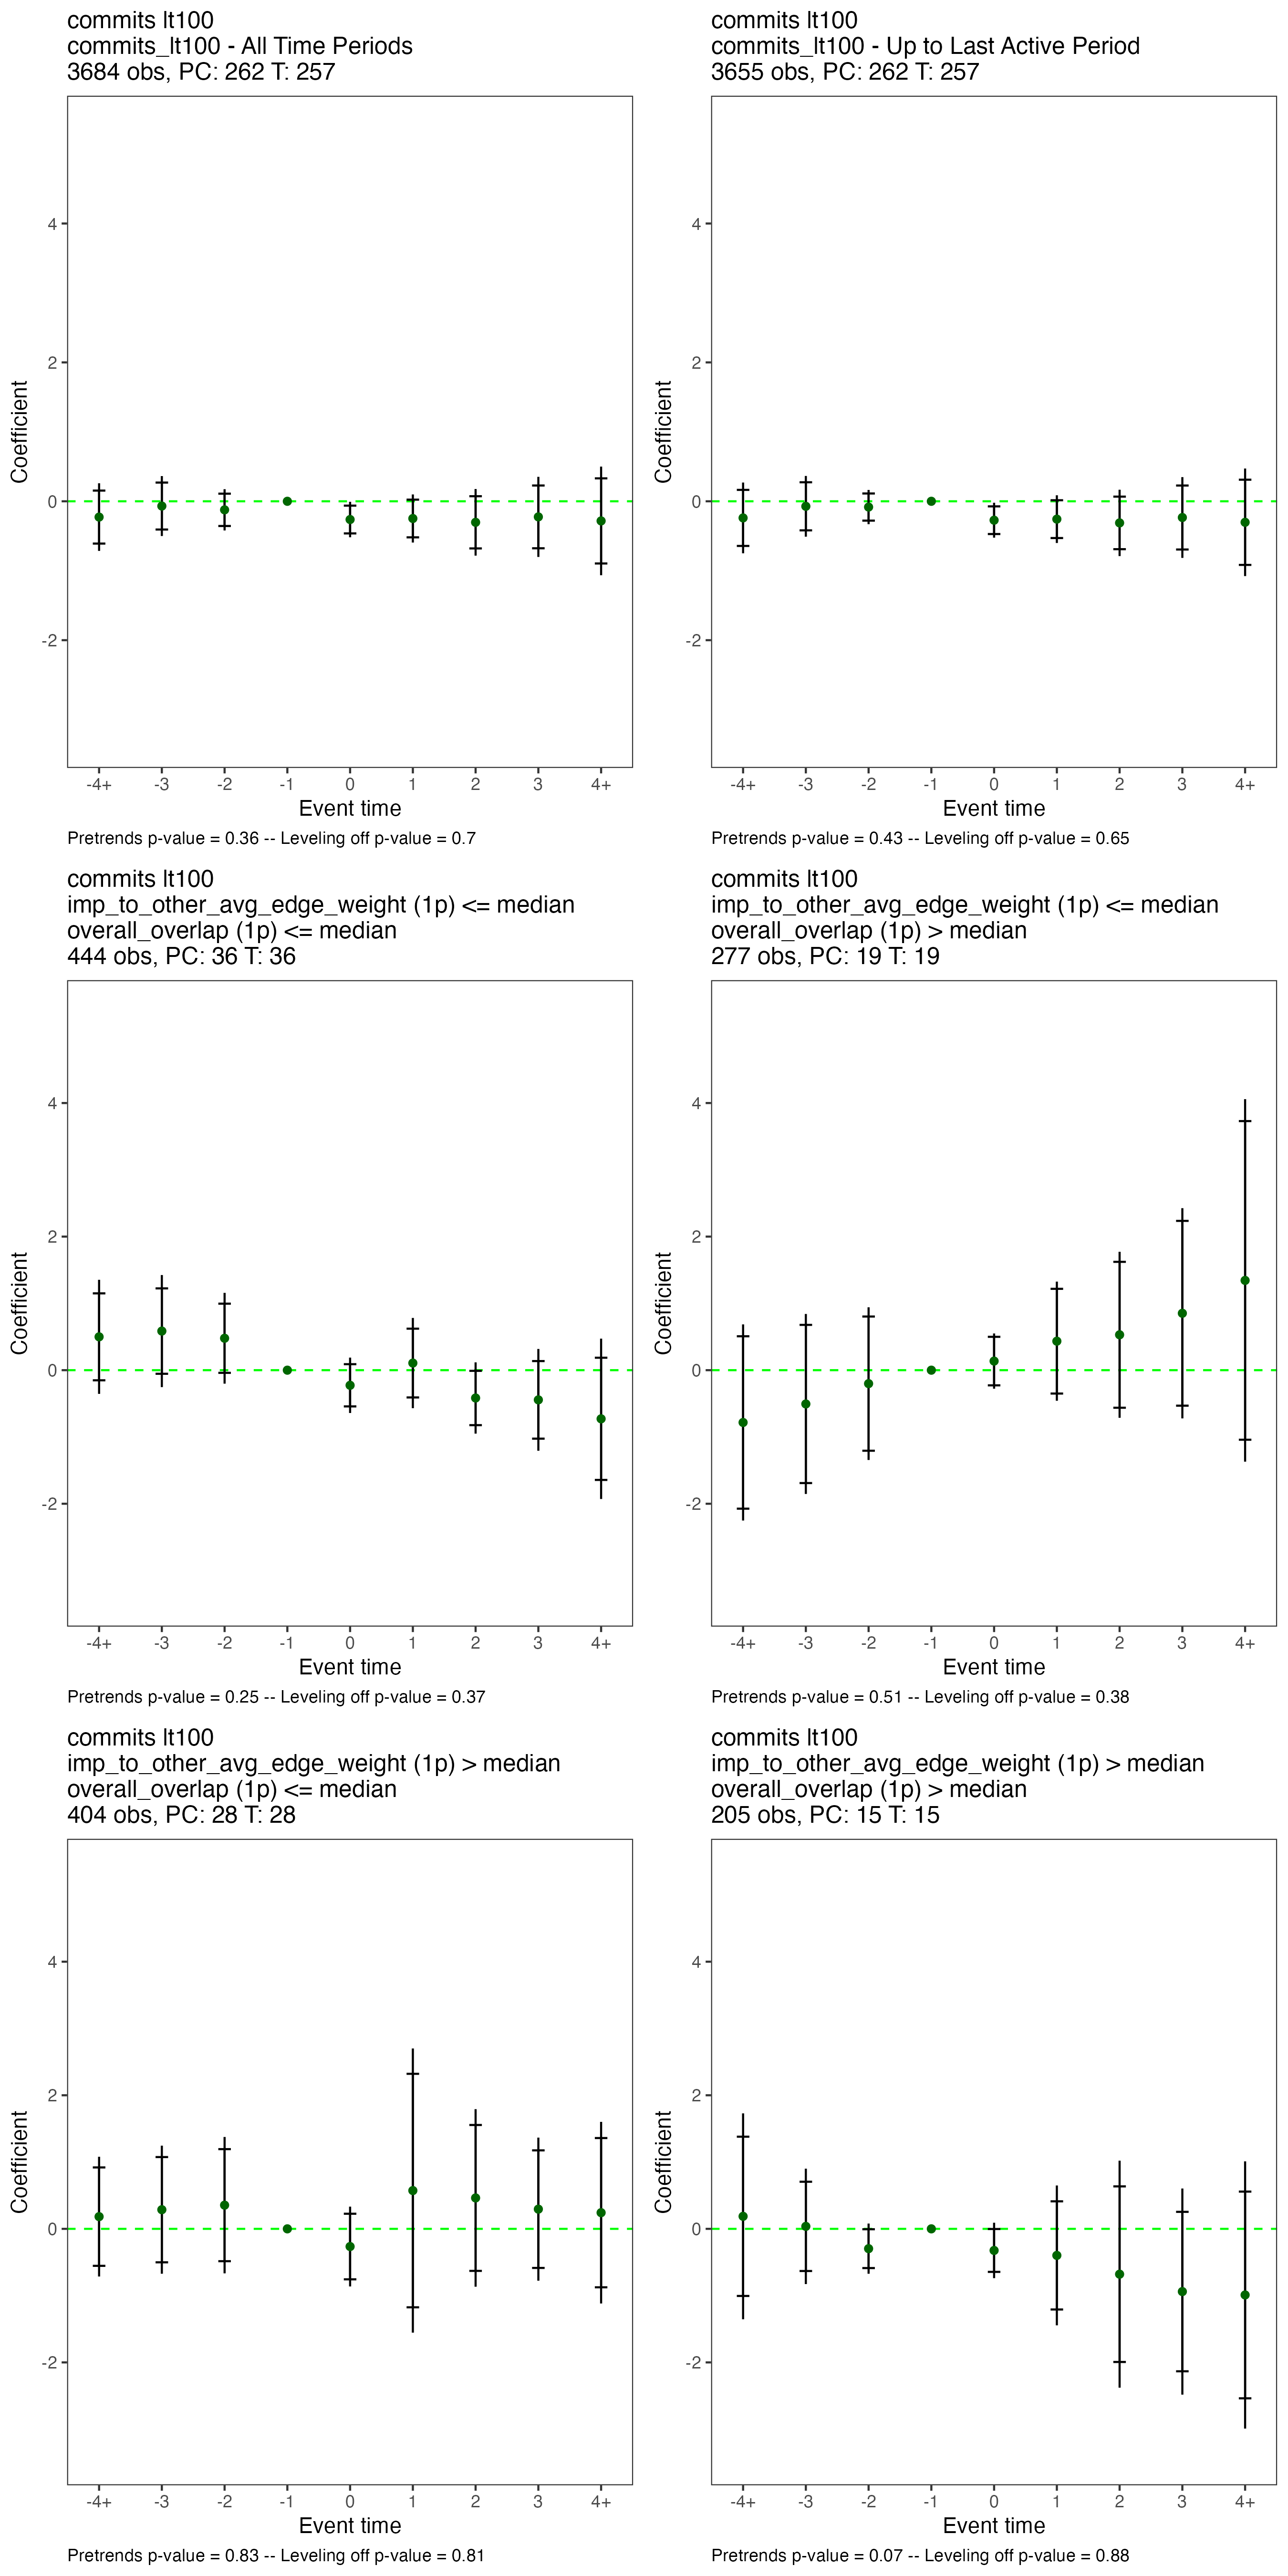 commits lt100
commits_lt100 - All Time Periods
3684 obs, PC: 262 T: 257
4
2
0
-2
Coefficient
-4+ -3 -2 -1 0 1 2 3 4+
Event time
Pretrends p-value = 0.36 -- Leveling off p-value = 0.7
commits lt100
commits_lt100 - Up to Last Active Period
3655 obs, PC: 262 T: 257
4
2
0
-2
Coefficient
-4+ -3 -2 -1 0 1 2 3 4+
Event time
Pretrends p-value = 0.43 -- Leveling off p-value = 0.65
commits lt100
imp_to_other_avg_edge_weight (1p) <= median
overall_overlap (1p) <= median
444 obs, PC: 36 T: 36
4
2
0
-2
Coefficient
-4+ -3 -2 -1 0 1 2 3 4+
Event time
Pretrends p-value = 0.25 -- Leveling off p-value = 0.37
commits lt100
imp_to_other_avg_edge_weight (1p) <= median
overall_overlap (1p) > median
277 obs, PC: 19 T: 19
4
2
0
-2
Coefficient
-4+ -3 -2 -1 0 1 2 3 4+
Event time
Pretrends p-value = 0.51 -- Leveling off p-value = 0.38
commits lt100
imp_to_other_avg_edge_weight (1p) > median
overall_overlap (1p) <= median
404 obs, PC: 28 T: 28
4
2
0
-2
Coefficient
-4+ -3 -2 -1 0 1 2 3 4+
Event time
Pretrends p-value = 0.83 -- Leveling off p-value = 0.81
commits lt100
imp_to_other_avg_edge_weight (1p) > median
overall_overlap (1p) > median
205 obs, PC: 15 T: 15
4
2
0
-2
Coefficient
-4+ -3 -2 -1 0 1 2 3 4+
Event time
Pretrends p-value = 0.07 -- Leveling off p-value = 0.88